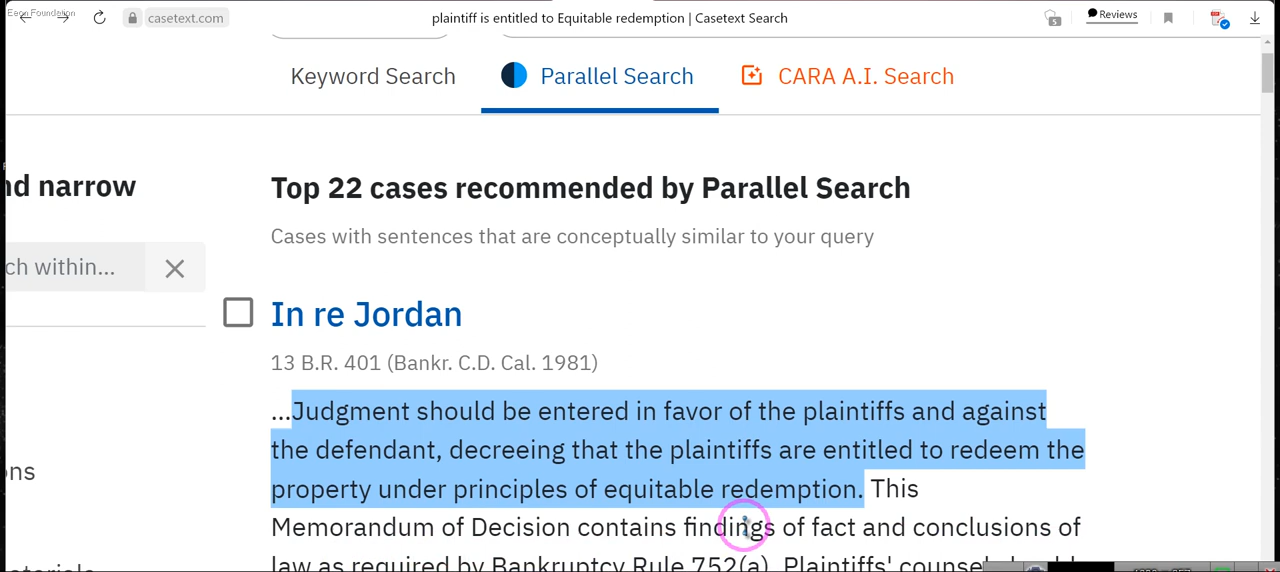 Eeon Foundation
casetext.com
plaintiff is entitled to Equitable redemption | Casetext Search
5
Reviews
Keyword Search
Parallel Search
CARA A.I. Search
nd narrow
Top 22 cases recommended by Parallel Search
Cases with sentences that are conceptually similar to your query
ch within...
In re Jordan
13 B.R. 401 (Bankr. C.D. Cal. 1981)
...Judgment should be entered in favor of the plaintiffs and against
the defendant, decreeing that the plaintiffs are entitled to redeem the
ons
property under principles of equitable redemption. This
Memorandum of Decision contains findings of fact and conclusions of
law as required by Bankruptcy Rule 752(a). Plaintiffs'